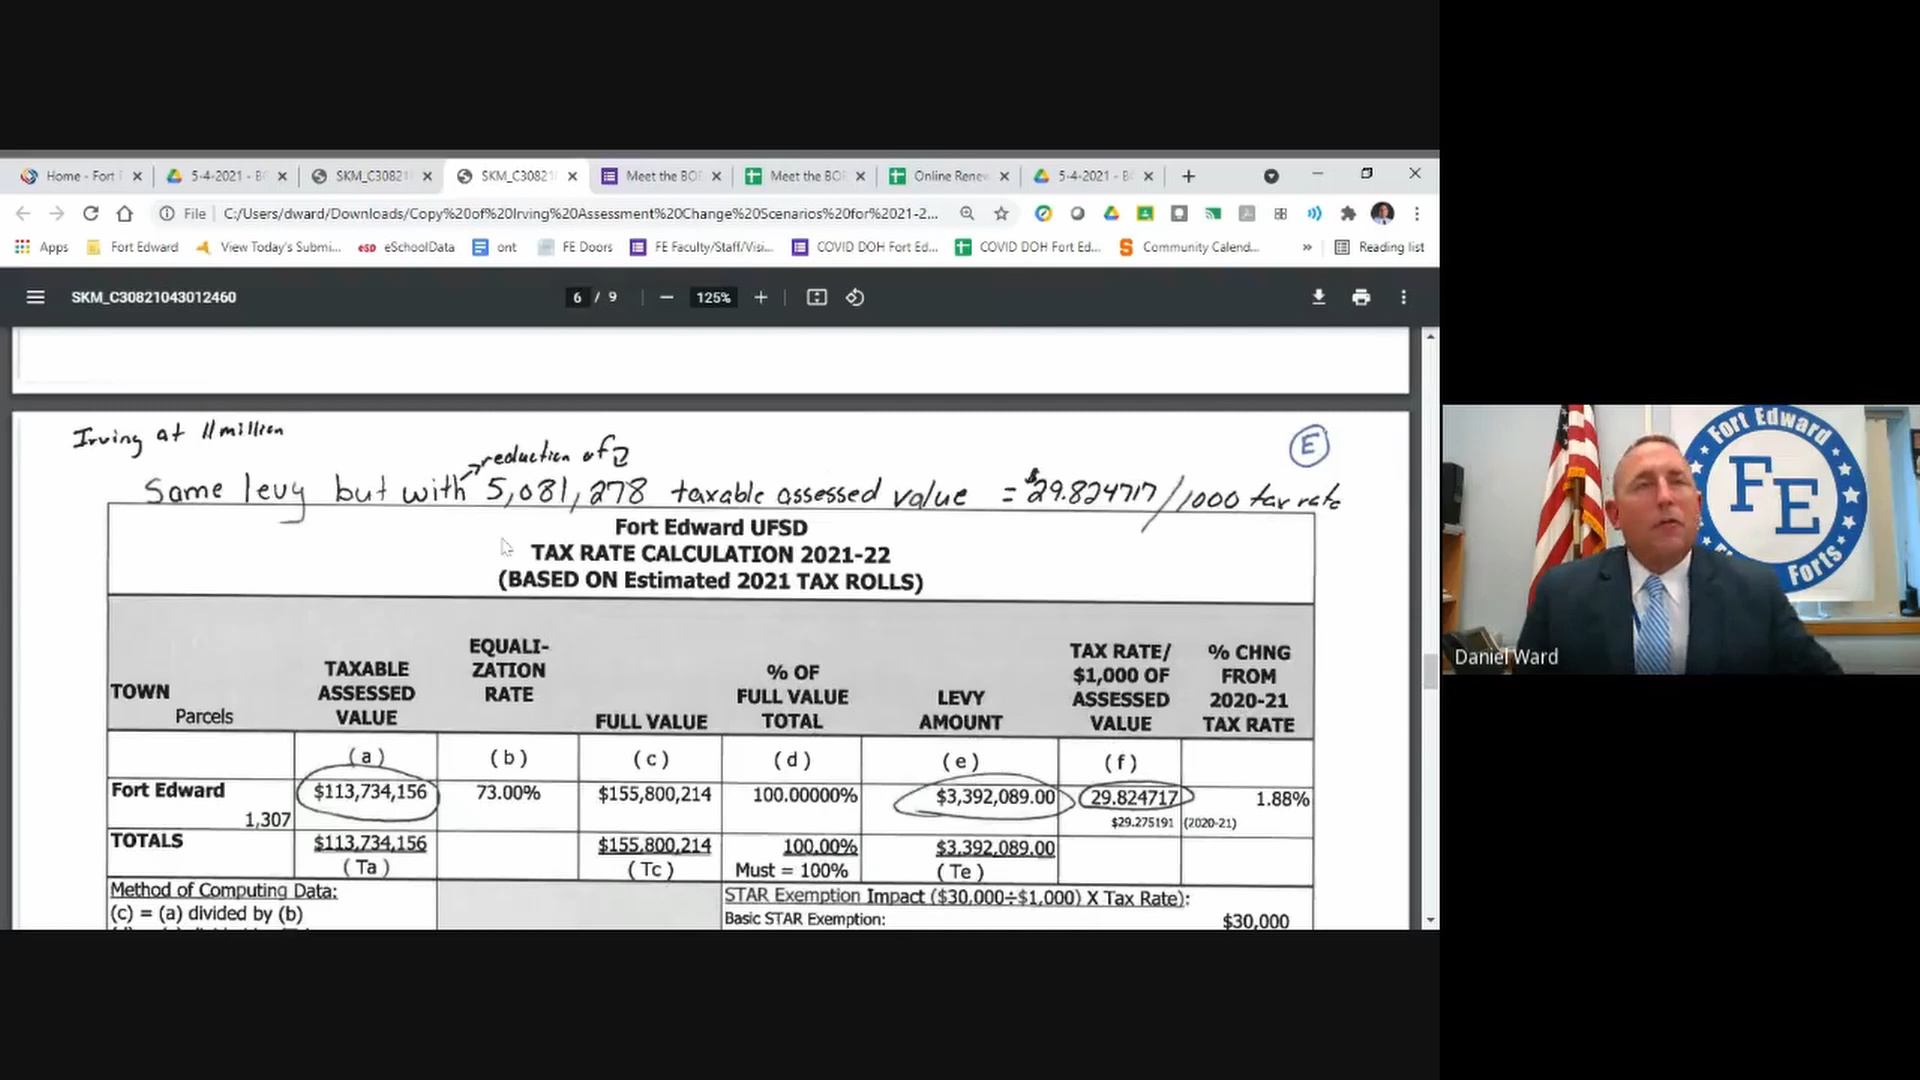 Home - Fort
5-4-2021 - B
SKM_C30821
SKM_C30821
Meet the BOE
Meet the BOE
Online Rene
5-4-2021 - B
File
C:/Users/dward/Downloads/Copy%20of%20Irving%20Assessment%20Change%20Scenarios%20for%2021-2...
Apps
Fort Edward
View Today's Submi...
esd eSchoolData
ont
FE Doors
FE Faculty/Staff/Visi...
COVID DOH Fort Ed...
COVID DOH Fort Ed...
Community Calend...
»
Reading list
SKM_C30821043012460
6 / 9
125%
Irving at 11 million
reduction of
E
Same levy but with 5,081,278 taxable assessed value = $29.824717/1000 tax rate
Fort Edward UFSD
TAX RATE CALCULATION 2021-22
(BASED ON Estimated 2021 TAX ROLLS)
TOWN
Parcels
TAXABLE
ASSESSED
VALUE
EQUALI-
ZATION
RATE
FULL VALUE
% OF
FULL VALUE
TOTAL
LEVY
AMOUNT
TAX RATE/
$1,000 OF
ASSESSED
VALUE
% CHNG
FROM
2020-21
TAX RATE
( a )
( b )
( c )
( d )
( e )
( f )
Fort Edward
1,307
$113,734,156
73.00%
$155,800,214
100.00000%
$3,392,089.00
29.824717
1.88%
$29.275191
(2020-21)
TOTALS
$113,734,156
( Ta )
$155,800,214
( Tc )
100.00%
Must = 100%
$3,392,089.00
( Te )
Method of Computing Data:
(c) = (a) divided by (b)
STAR Exemption Impact ($30,000÷$1,000) X Tax Rate):
Basic STAR Exemption:
$30,000
Daniel Ward
Fort Edward
FE
Forts